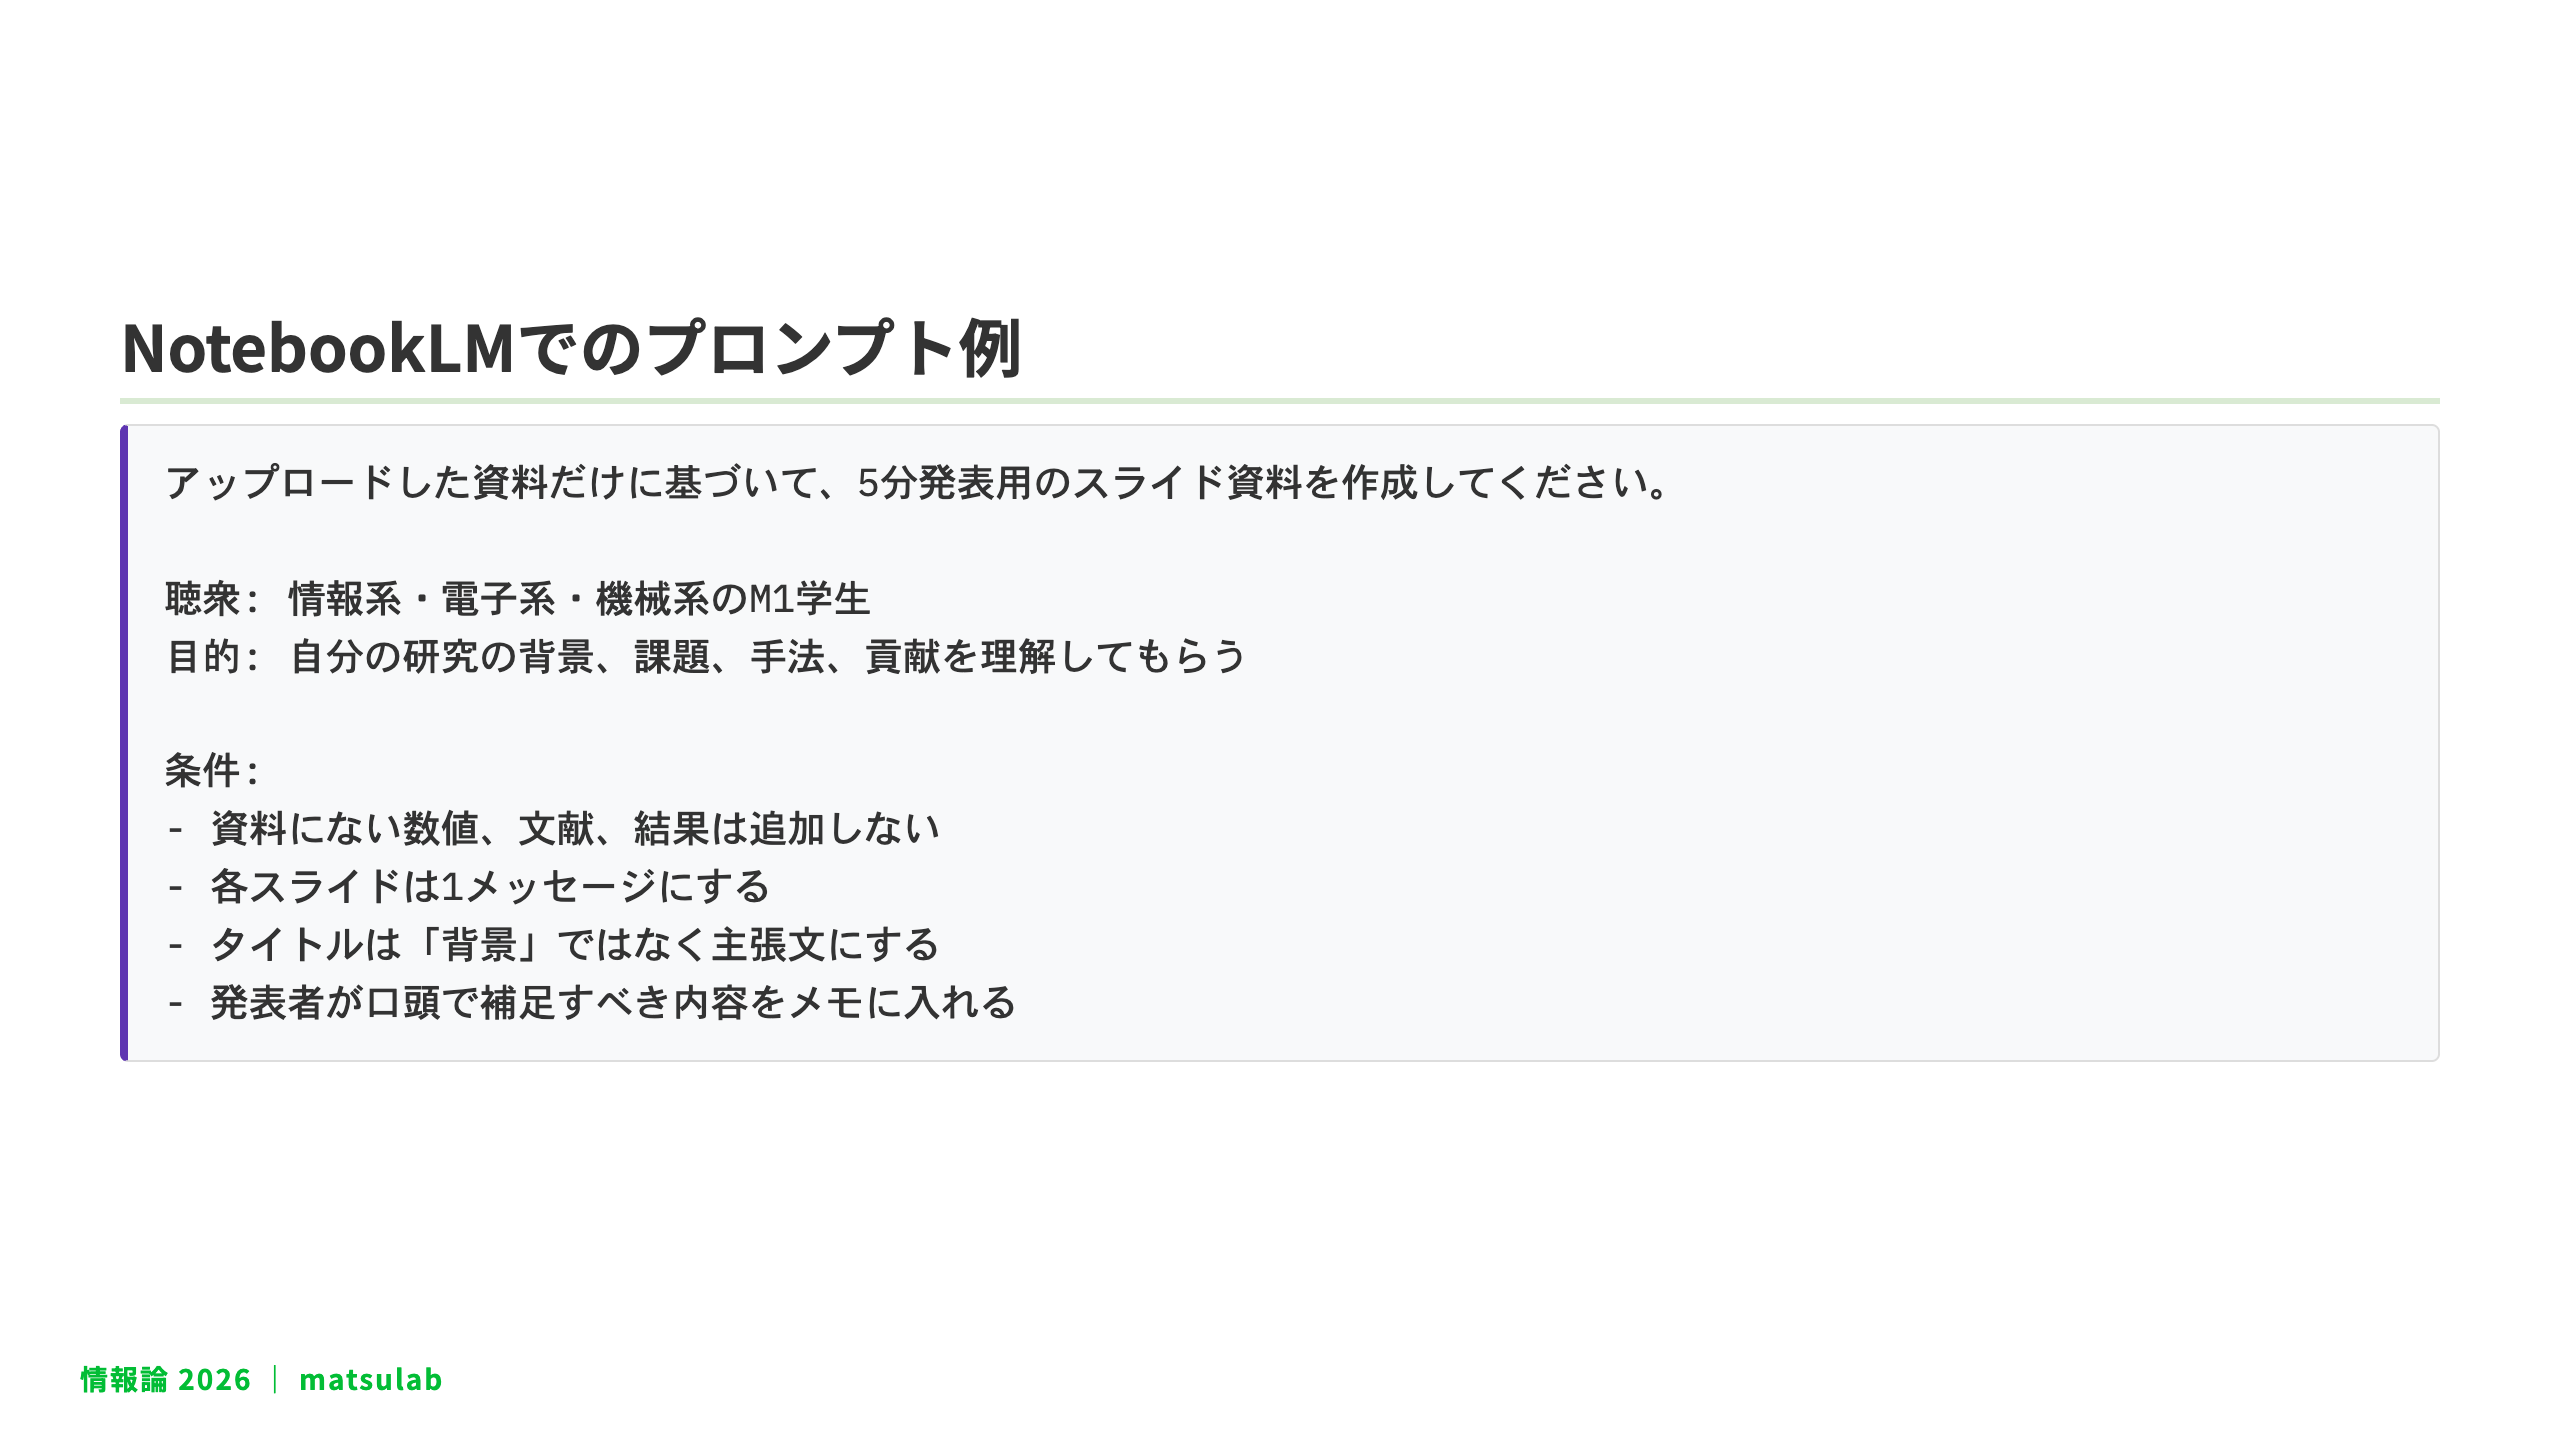 NotebookLMでのプロンプト例
アップロードした資料だけに基づいて、5分発表用のスライド資料を作成してください。
聴衆: 情報系・電子系・機械系のM1学生
目的: 自分の研究の背景、課題、手法、貢献を理解してもらう
条件:
- 資料にない数値、文献、結果は追加しない
- 各スライドは1メッセージにする
- タイトルは「背景」ではなく主張文にする
- 発表者が口頭で補足すべき内容をメモに入れる
情報論 2026 ｜ matsulab